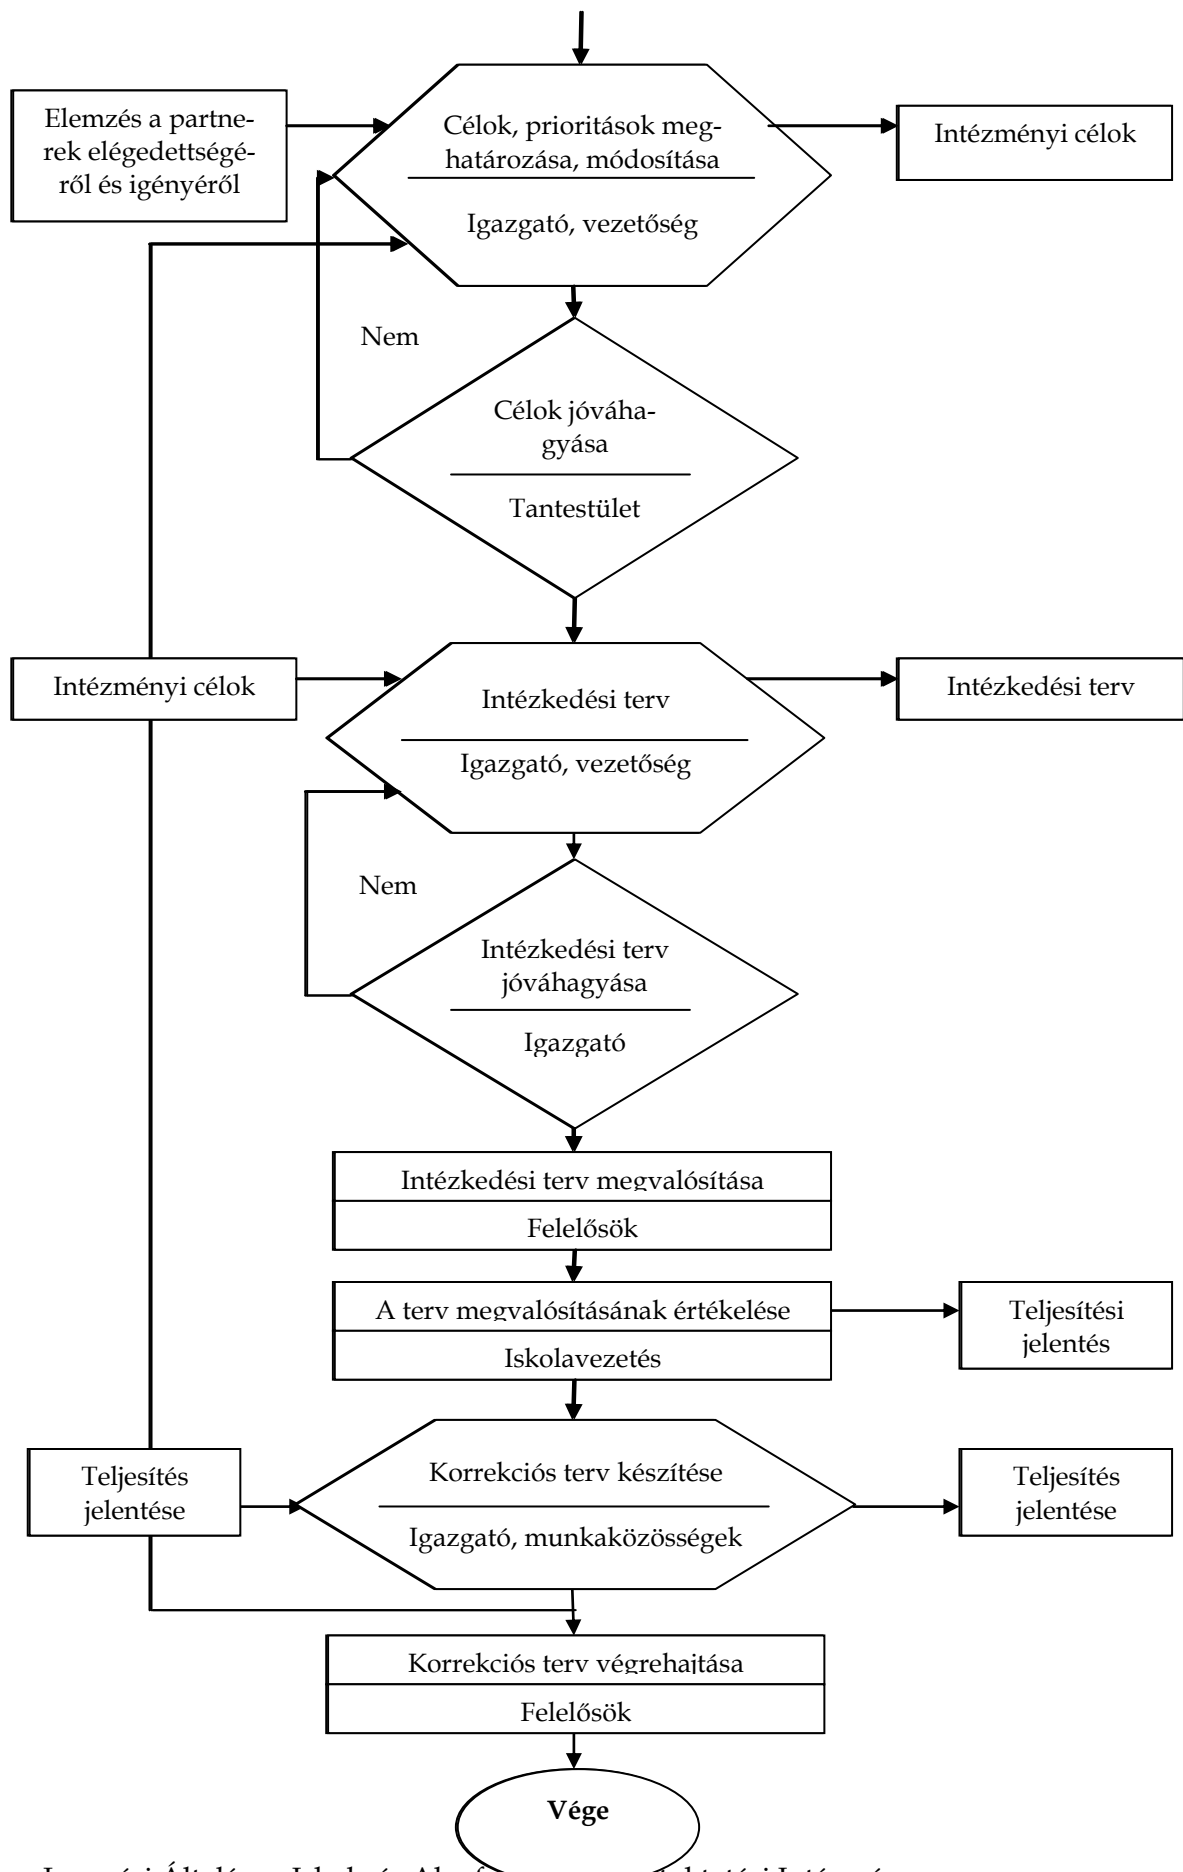 Elemzés a partne-
rek elégedettségé-
ről és igényéről
Célok, prioritások meg-
határozása, módosítása
Igazgató, vezetőség
Intézményi célok
Nem
Célok jóváha-
gyása
Tantestület
Intézményi célok
Intézkedési terv
Igazgató, vezetőség
Intézkedési terv
Nem
Intézkedési terv
jóváhagyása
Igazgató
Intézkedési terv megvalósítása
Felelősök
A terv megvalósításának értékelése
Iskolavezetés
Teljesítési
jelentés
Teljesítés
jelentése
Korrekciós terv készítése
Igazgató, munkaközösségek
Teljesítés
jelentése
Korrekciós terv végrehajtása
Felelősök
Vége